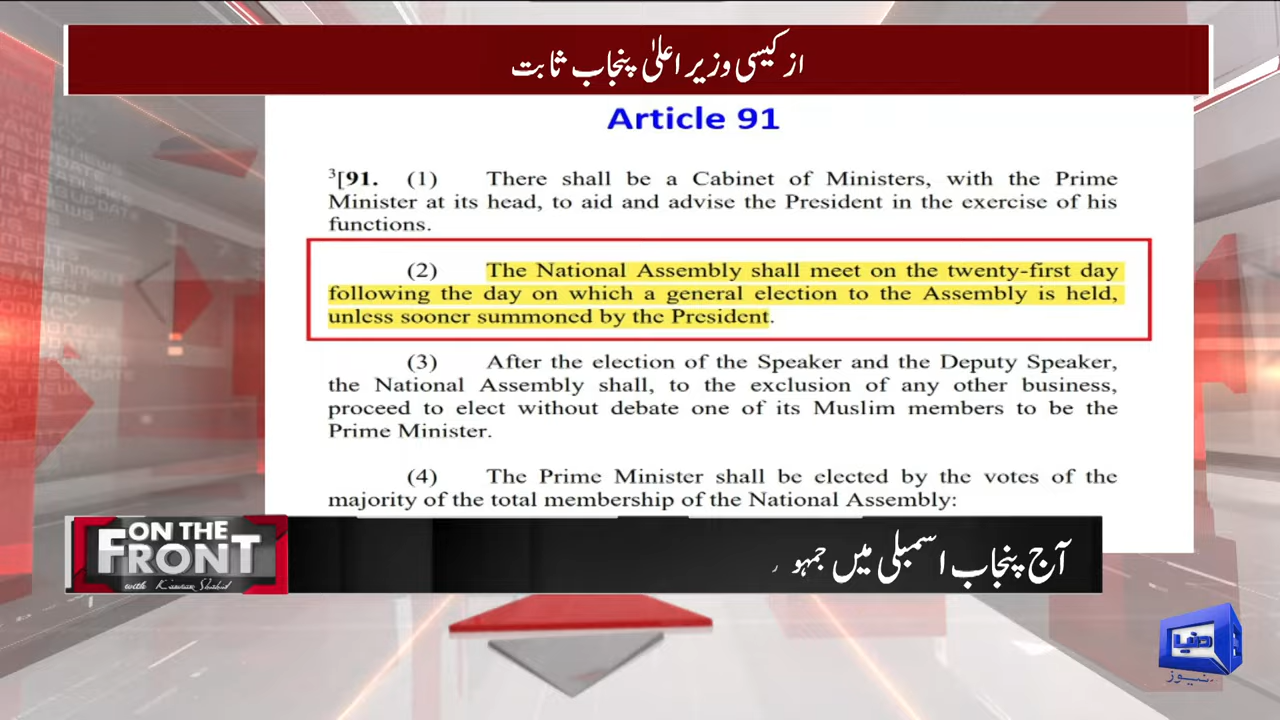 از کیسی وزیر اعلیٰ پنجاب ثابت
Article 91
3[91. (1) There shall be a Cabinet of Ministers, with the Prime
Minister at its head, to aid and advise the President in the exercise of his
functions.
(2) The National Assembly shall meet on the twenty-first day
following the day on which a general election to the Assembly is held,
unless sooner summoned by the President.
(3) After the election of the Speaker and the Deputy Speaker,
the National Assembly shall, to the exclusion of any other business,
proceed to elect without debate one of its Muslim members to be the
Prime Minister.
(4) The Prime Minister shall be elected by the votes of the
majority of the total membership of the National Assembly:
ON THE
FRONT
with Kamran Shahid
آج پنجاب اسمبلی میں جمہور
دنیا
نیوز